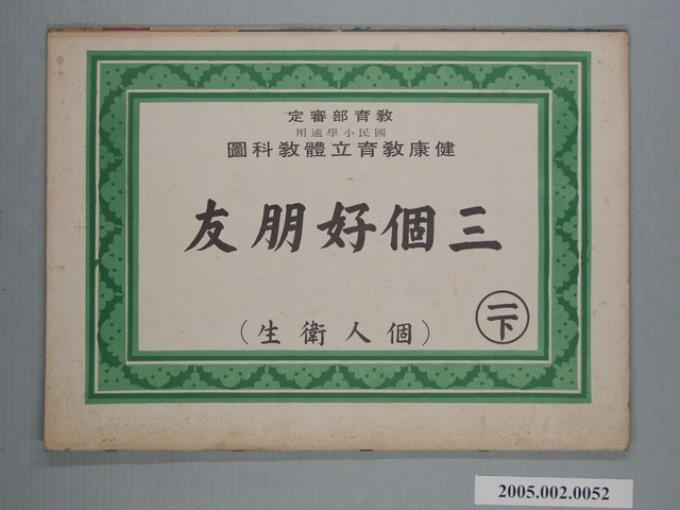 教育部審定
國民小學適用
健康教育立體教科圖
三個好朋友
(個人衛生)
二下
2005.002.0052